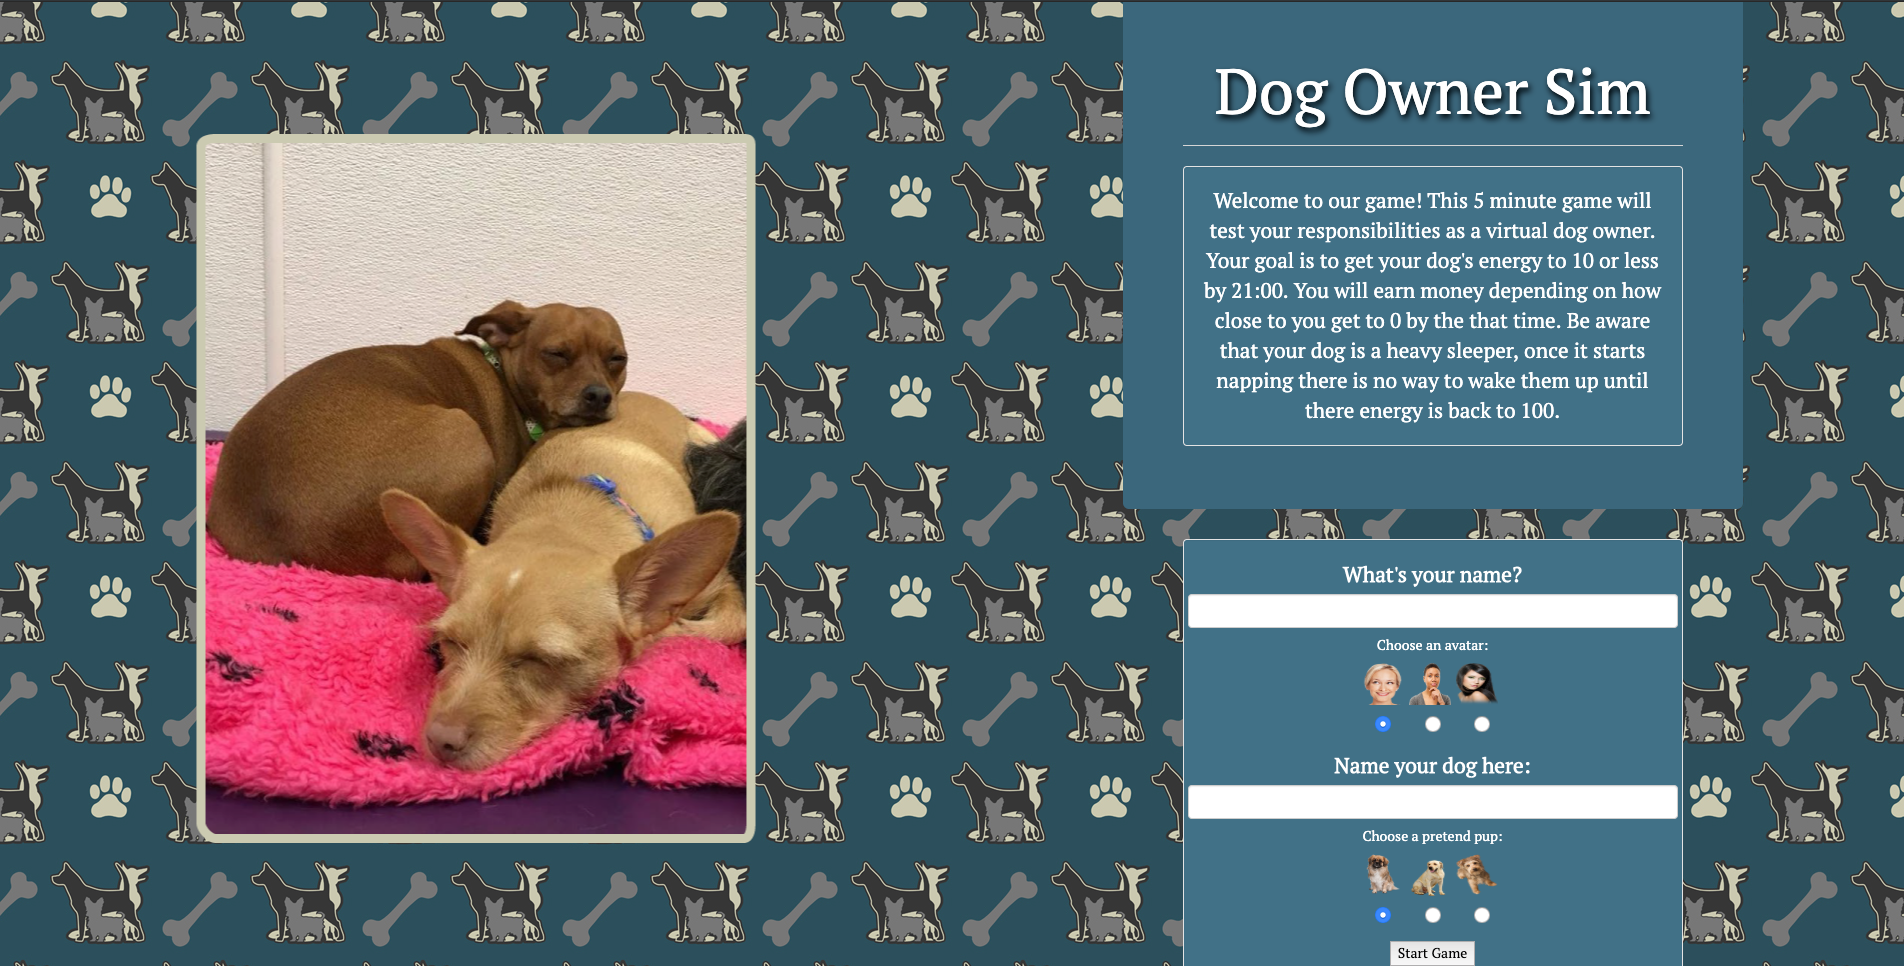 Dog Owner Sim
Welcome to our game! This 5 minute game will
test your responsibilities as a virtual dog owner.
Your goal is to get your dog's energy to 10 or less
by 21:00. You will earn money depending on how
close to you get to 0 by the that time. Be aware
that your dog is a heavy sleeper, once it starts
napping there is no way to wake them up until
there energy is back to 100.
What's your name?
Choose an avatar:
Name your dog here:
Choose a pretend pup:
Start Game